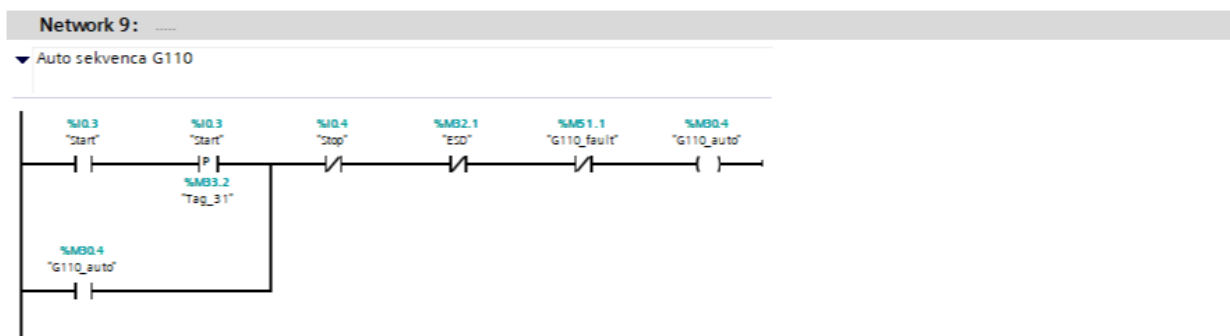 Network 9: .....
Auto sekvenca G110
%I0.3 %I0.3 %I0.4 %M32.1 %M51.1 %M30.4
"Start" "Start" "Stop" "ESD" "G110_fault" "G110_auto"
P
%M33.2
"Tag_31"
%M30.4
"G110_auto"